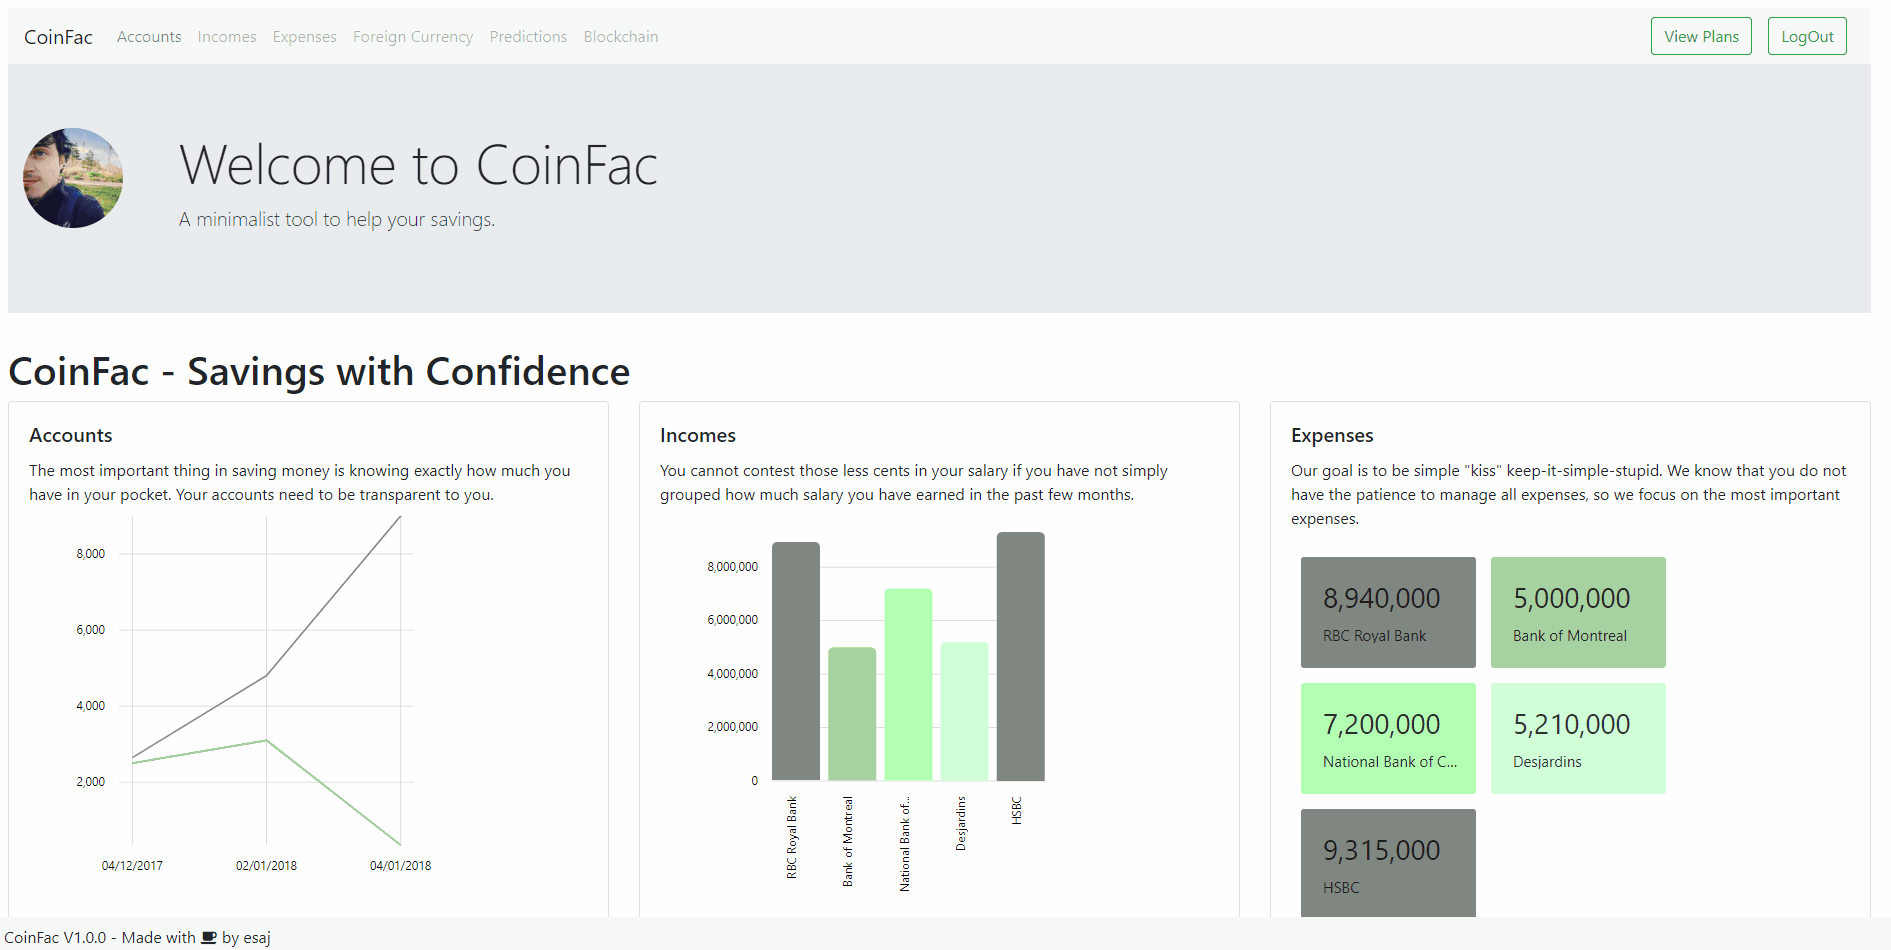 CoinFac Accounts Incomes Expenses Foreign Currency Predictions Blockchain View Plans LogOut
Welcome to CoinFac
A minimalist tool to help your savings.
CoinFac - Savings with Confidence
Accounts
The most important thing in saving money is knowing exactly how much you
have in your pocket. Your accounts need to be transparent to you.
8,000
6,000
4,000
2,000
04/12/2017 02/01/2018 04/01/2018
Incomes
You cannot contest those less cents in your salary if you have not simply
grouped how much salary you have earned in the past few months.
8,000,000
6,000,000
4,000,000
2,000,000
0
RBC Royal Bank
Bank of Montreal
National Bank of...
Desjardins
HSBC
Expenses
Our goal is to be simple "kiss" keep-it-simple-stupid. We know that you do not
have the patience to manage all expenses, so we focus on the most important
expenses.
8,940,000
RBC Royal Bank
5,000,000
Bank of Montreal
7,200,000
National Bank of C...
5,210,000
Desjardins
9,315,000
HSBC
CoinFac V1.0.0 - Made with by esaj